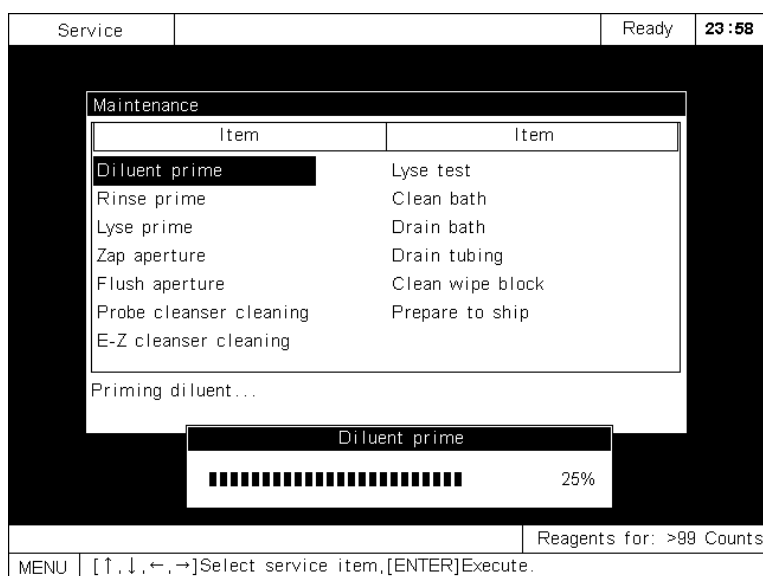 Service Ready 23:58
Maintenance
Item Item
Diluent prime Lyse test
Rinse prime Clean bath
Lyse prime Drain bath
Zap aperture Drain tubing
Flush aperture Clean wipe block
Probe cleanser cleaning Prepare to ship
E-Z cleanser cleaning
Priming diluent...
Diluent prime
25%
Reagents for: >99 Counts
MENU [↑,↓,←,→]Select service item,[ENTER]Execute.